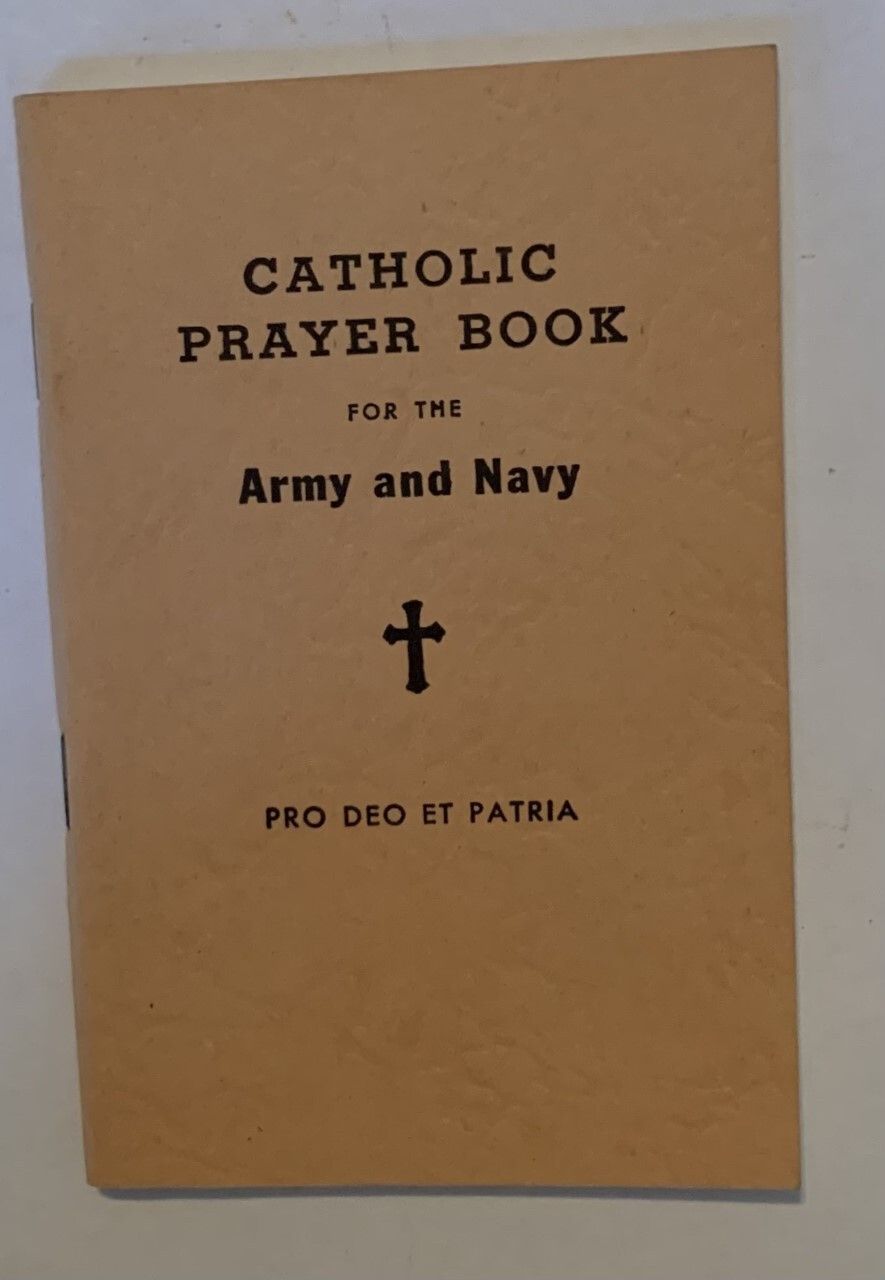 CATHOLIC
PRAYER BOOK
FOR THE
Army and Navy
PRO DEO ET PATRIA